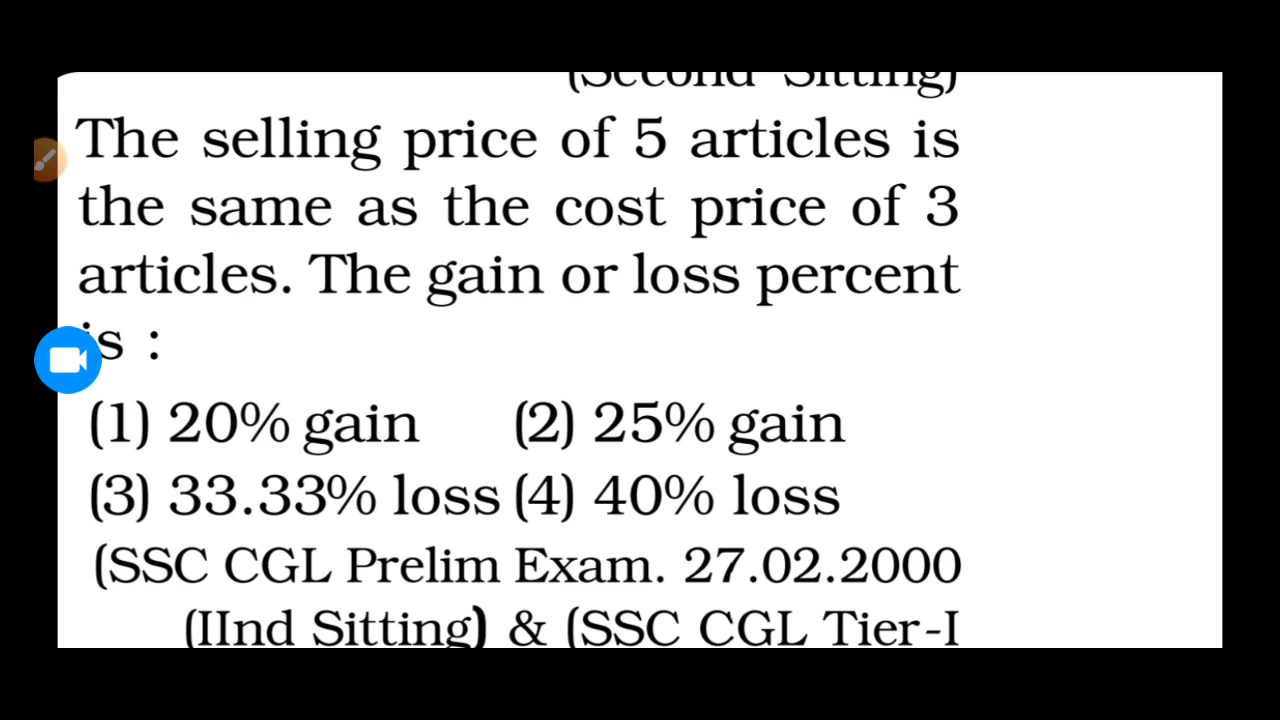 (Second Sitting)
The selling price of 5 articles is
the same as the cost price of 3
articles. The gain or loss percent
is :
(1) 20% gain (2) 25% gain
(3) 33.33% loss (4) 40% loss
(SSC CGL Prelim Exam. 27.02.2000
(IInd Sitting) & (SSC CGL Tier-I